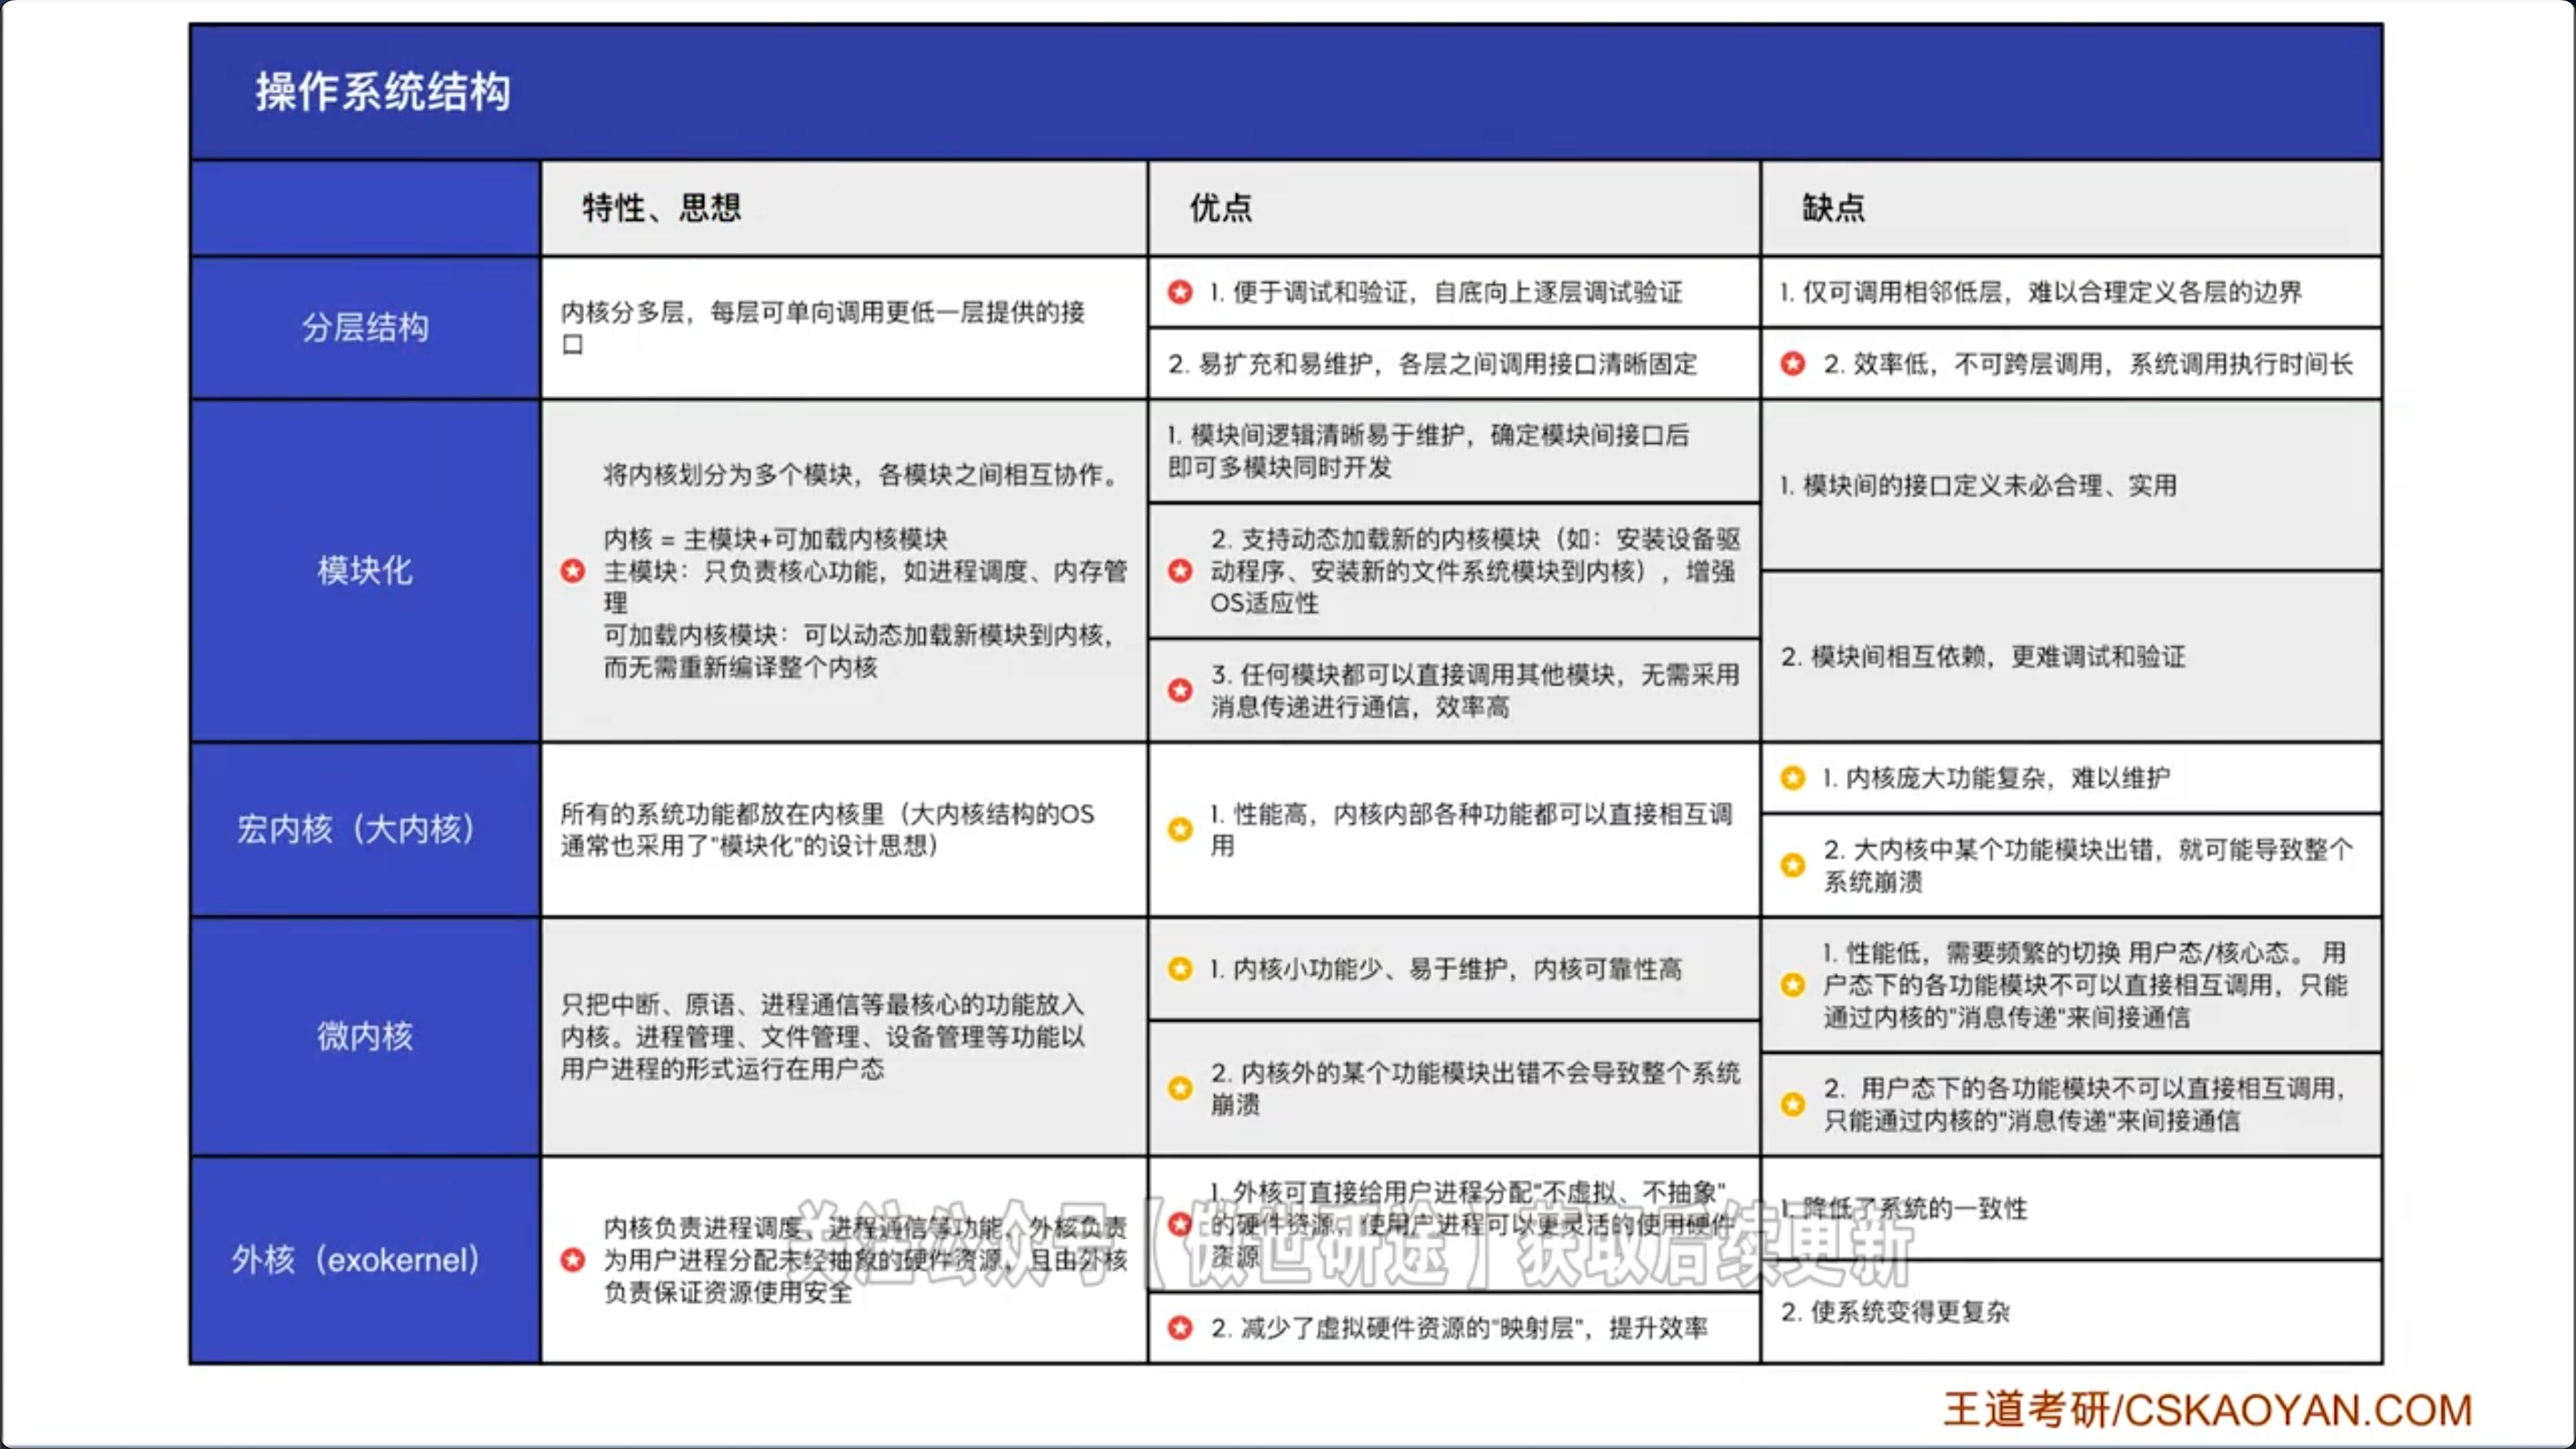 操作系统结构
特性、思想
优点
缺点
分层结构
内核分多层，每层可单向调用更低一层提供的接
口
1. 便于调试和验证，自底向上逐层调试验证
2. 易扩充和易维护，各层之间调用接口清晰固定
1. 仅可调用相邻低层，难以合理定义各层的边界
2. 效率低，不可跨层调用，系统调用执行时间长
模块化
将内核划分为多个模块，各模块之间相互协作。
内核 = 主模块+可加载内核模块
主模块：只负责核心功能，如进程调度、内存管
理
可加载内核模块：可以动态加载新模块到内核，
而无需重新编译整个内核
1. 模块间逻辑清晰易于维护，确定模块间接口后
即可多模块同时开发
2. 支持动态加载新的内核模块（如：安装设备驱
动程序、安装新的文件系统模块到内核），增强
OS适应性
3. 任何模块都可以直接调用其他模块，无需采用
消息传递进行通信，效率高
1. 模块间的接口定义未必合理、实用
2. 模块间相互依赖，更难调试和验证
宏内核（大内核）
所有的系统功能都放在内核里（大内核结构的OS
通常也采用了"模块化"的设计思想）
1. 性能高，内核内部各种功能都可以直接相互调
用
1. 内核庞大功能复杂，难以维护
2. 大内核中某个功能模块出错，就可能导致整个
系统崩溃
微内核
只把中断、原语、进程通信等最核心的功能放入
内核。进程管理、文件管理、设备管理等功能以
用户进程的形式运行在用户态
1. 内核小功能少、易于维护，内核可靠性高
2. 内核外的某个功能模块出错不会导致整个系统
崩溃
1. 性能低，需要频繁的切换 用户态/核心态。 用
户态下的各功能模块不可以直接相互调用，只能
通过内核的"消息传递"来间接通信
2. 用户态下的各功能模块不可以直接相互调用，
只能通过内核的"消息传递"来间接通信
外核（exokernel）
内核负责进程调度、进程通信等功能，外核负责
为用户进程分配未经抽象的硬件资源，且由外核
负责保证资源使用安全
1. 外核可直接给用户进程分配"不虚拟、不抽象"
的硬件资源，使用户进程可以更灵活的使用硬件
资源
2. 减少了虚拟硬件资源的"映射层"，提升效率
1. 降低了系统的一致性
2. 使系统变得更复杂
关注公众号【傲世研途】获取后续更新
王道考研/CSKAOYAN.COM